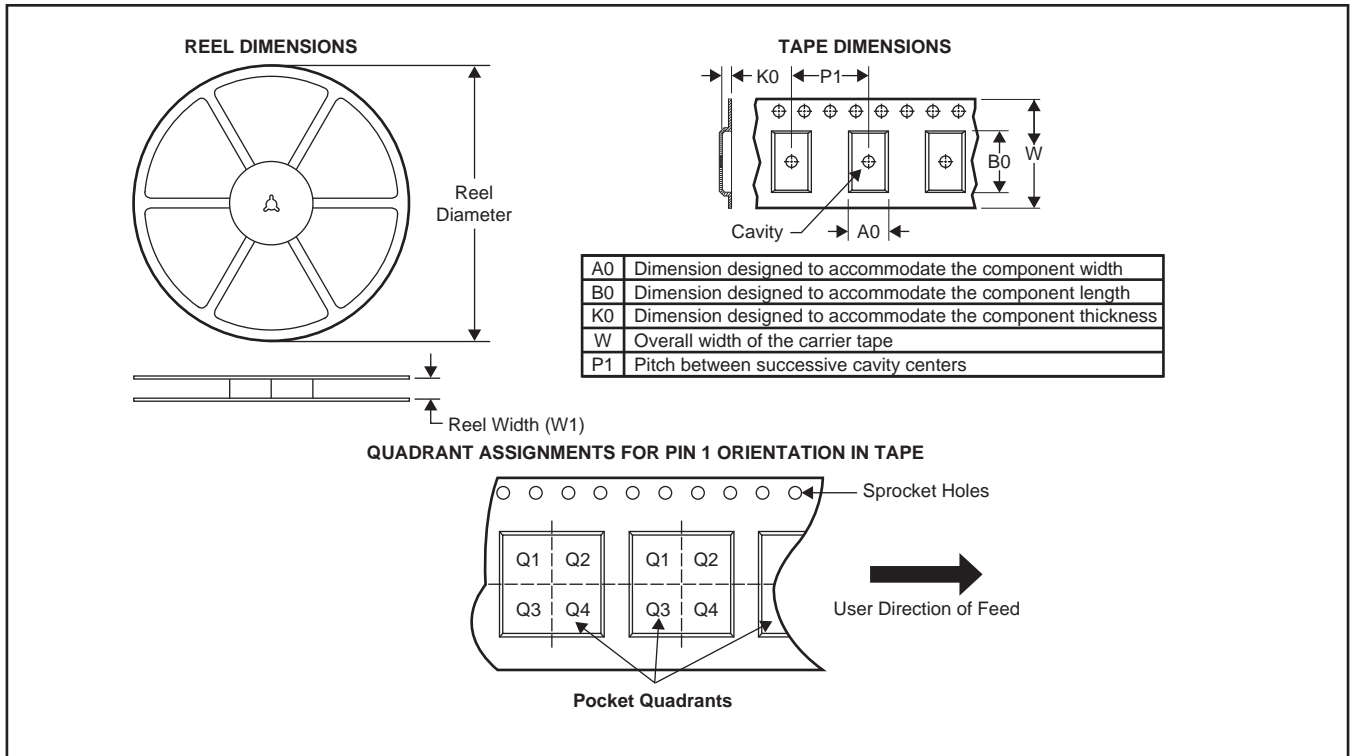 REEL DIMENSIONS
Reel
Diameter
Reel Width (W1)
TAPE DIMENSIONS
K0 P1
B0 W
Cavity A0
A0 Dimension designed to accommodate the component width
B0 Dimension designed to accommodate the component length
K0 Dimension designed to accommodate the component thickness
W Overall width of the carrier tape
P1 Pitch between successive cavity centers
QUADRANT ASSIGNMENTS FOR PIN 1 ORIENTATION IN TAPE
Sprocket Holes
Q1 Q2 Q1 Q2
Q3 Q4 Q3 Q4
User Direction of Feed
Pocket Quadrants